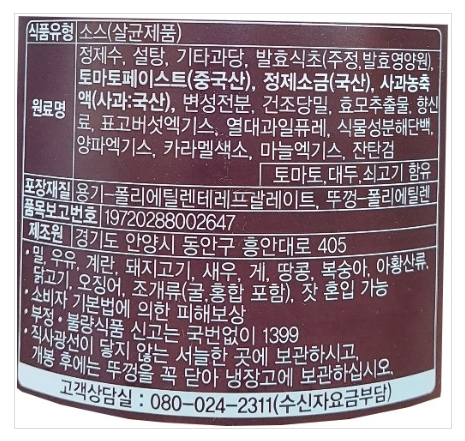 식품유형 소스(살균제품)
정제수, 설탕, 기타과당, 발효식초(주정,발효영양원),
토마토페이스트(중국산), 정제소금(국산), 사과농축
원료명 액(사과:국산), 변성전분, 건조당밀, 효모추출물, 향신
료, 표고버섯엑기스, 열대과일퓨레, 식물성분해단백,
양파엑기스, 카라멜색소, 마늘엑기스, 잔탄검
토마토,대두,쇠고기 함유
포장재질 용기-폴리에틸렌테레프랄레이트, 뚜껑-폴리에틸렌
품목보고번호 19720288002647
제조원 경기도 안양시 동안구 흥안대로 405
• 밀, 우유, 계란, 돼지고기, 새우, 게, 땅콩, 복숭아, 아황산류,
닭고기, 오징어, 조개류(굴,홍합 포함), 잣 혼입 가능
• 소비자 기본법에 의한 피해보상
• 부정 • 불량식품 신고는 국번없이 1399
• 직사광선이 닿지 않는 서늘한 곳에 보관하시고,
개봉 후에는 뚜껑을 꼭 닫아 냉장고에 보관하십시오.
고객상담실 : 080-024-2311(수신자요금부담)